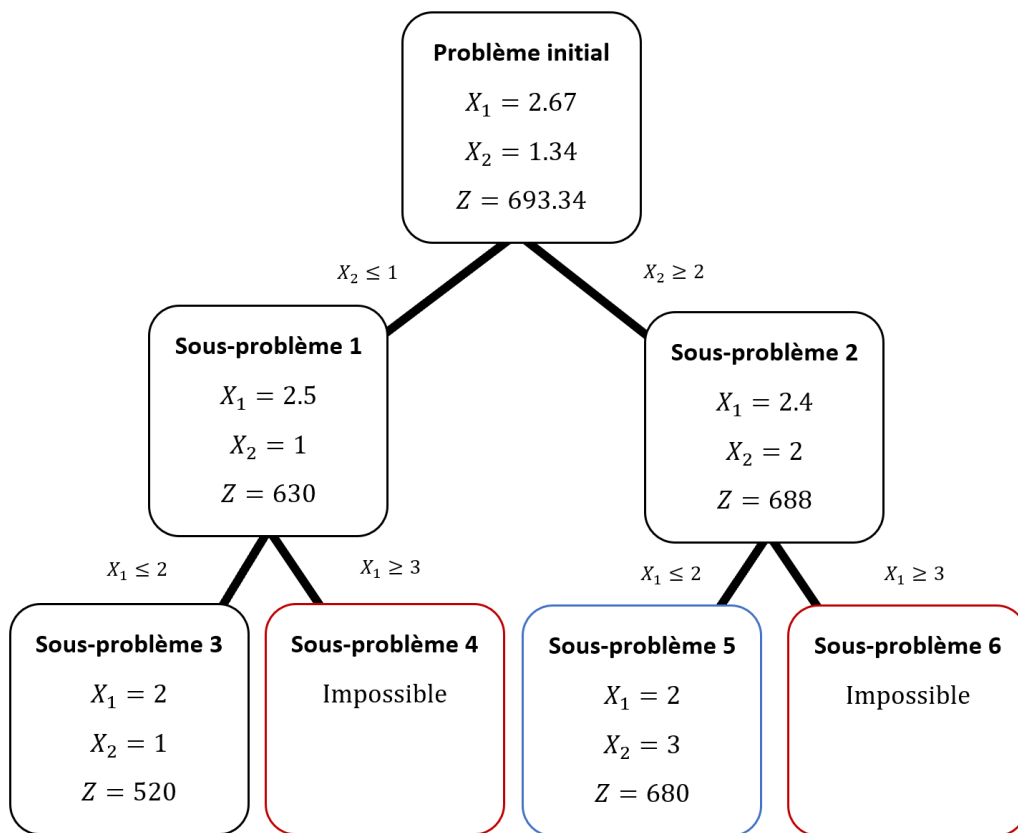 Problème initial
X₁ = 2.67
X₂ = 1.34
Z = 693.34
X₂ ≤ 1
X₂ ≥ 2
Sous-problème 1
X₁ = 2.5
X₂ = 1
Z = 630
Sous-problème 2
X₁ = 2.4
X₂ = 2
Z = 688
X₁ ≤ 2
X₁ ≥ 3
X₁ ≤ 2
X₁ ≥ 3
Sous-problème 3
X₁ = 2
X₂ = 1
Z = 520
Sous-problème 4
Impossible
Sous-problème 5
X₁ = 2
X₂ = 3
Z = 680
Sous-problème 6
Impossible